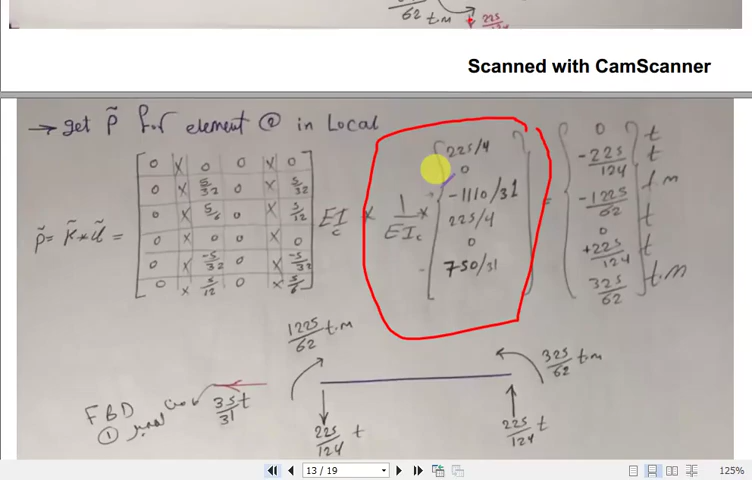 62 t.m
225
Scanned with CamScanner
→ get P̃ for element ② in Local
P̃ = K̃ * d̃ =
0 X 0 0 X 0
0 X 5/32 0 X 5/32
0 X 5/6 0 X 5/12
0 X 0 0 X 0
0 X -5/32 0 X -5/32
0 X 5/12 0 X 5/6
EIc × 1/EIc ×
225/4
0
-1110/31
225/4
0
750/31
=
0 t
-225/124 t
-1225/62 t.m
0 t
+225/124 t
325/62 t.m
1225/62 t.m
325/62 t.m
FBD
①
35/31 t
225/124 t
225/124 t
13 / 19
125%